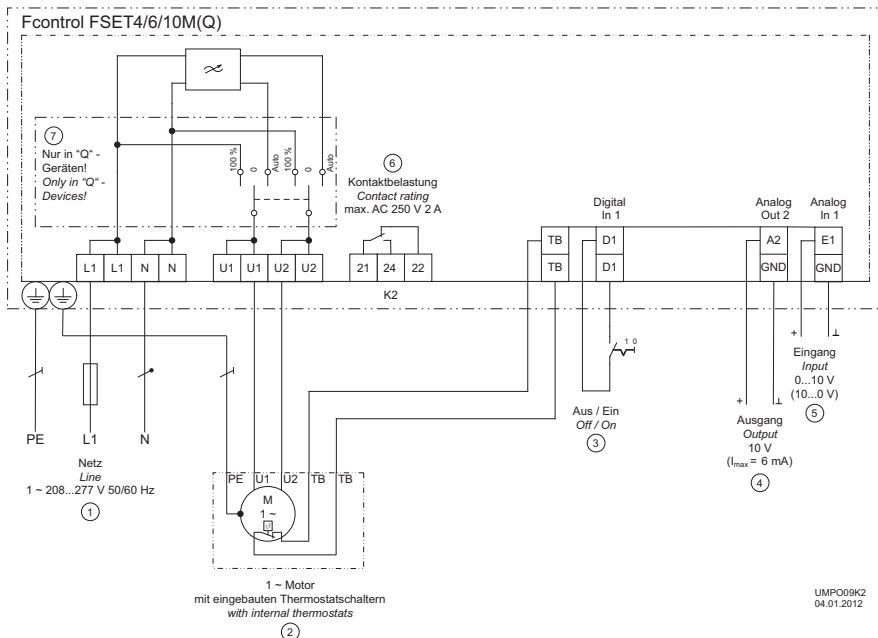 Fcontrol FSET4/6/10M(Q)
7
Nur in "Q" -
Geräten!
Only in "Q" -
Devices!
100 %
0
Auto
100 %
0
Auto
6
Kontaktbelastung
Contact rating
max. AC 250 V 2 A
Digital
In 1
Analog
Out 2
Analog
In 1
L1 L1 N N
U1 U1 U2 U2
21 24 22
K2
TB D1
TB D1
A2 E1
GND GND
1 0
+ ⊥
Eingang
Input
0...10 V
(10...0 V)
5
+ ⊥
Ausgang
Output
10 V
(Imax = 6 mA)
4
Aus / Ein
Off / On
3
PE L1 N
Netz
Line
1 ~ 208...277 V 50/60 Hz
1
PE U1 U2 TB TB
M
1 ~
1 ~ Motor
mit eingebauten Thermostatschaltern
with internal thermostats
2
UMPO09K2
04.01.2012